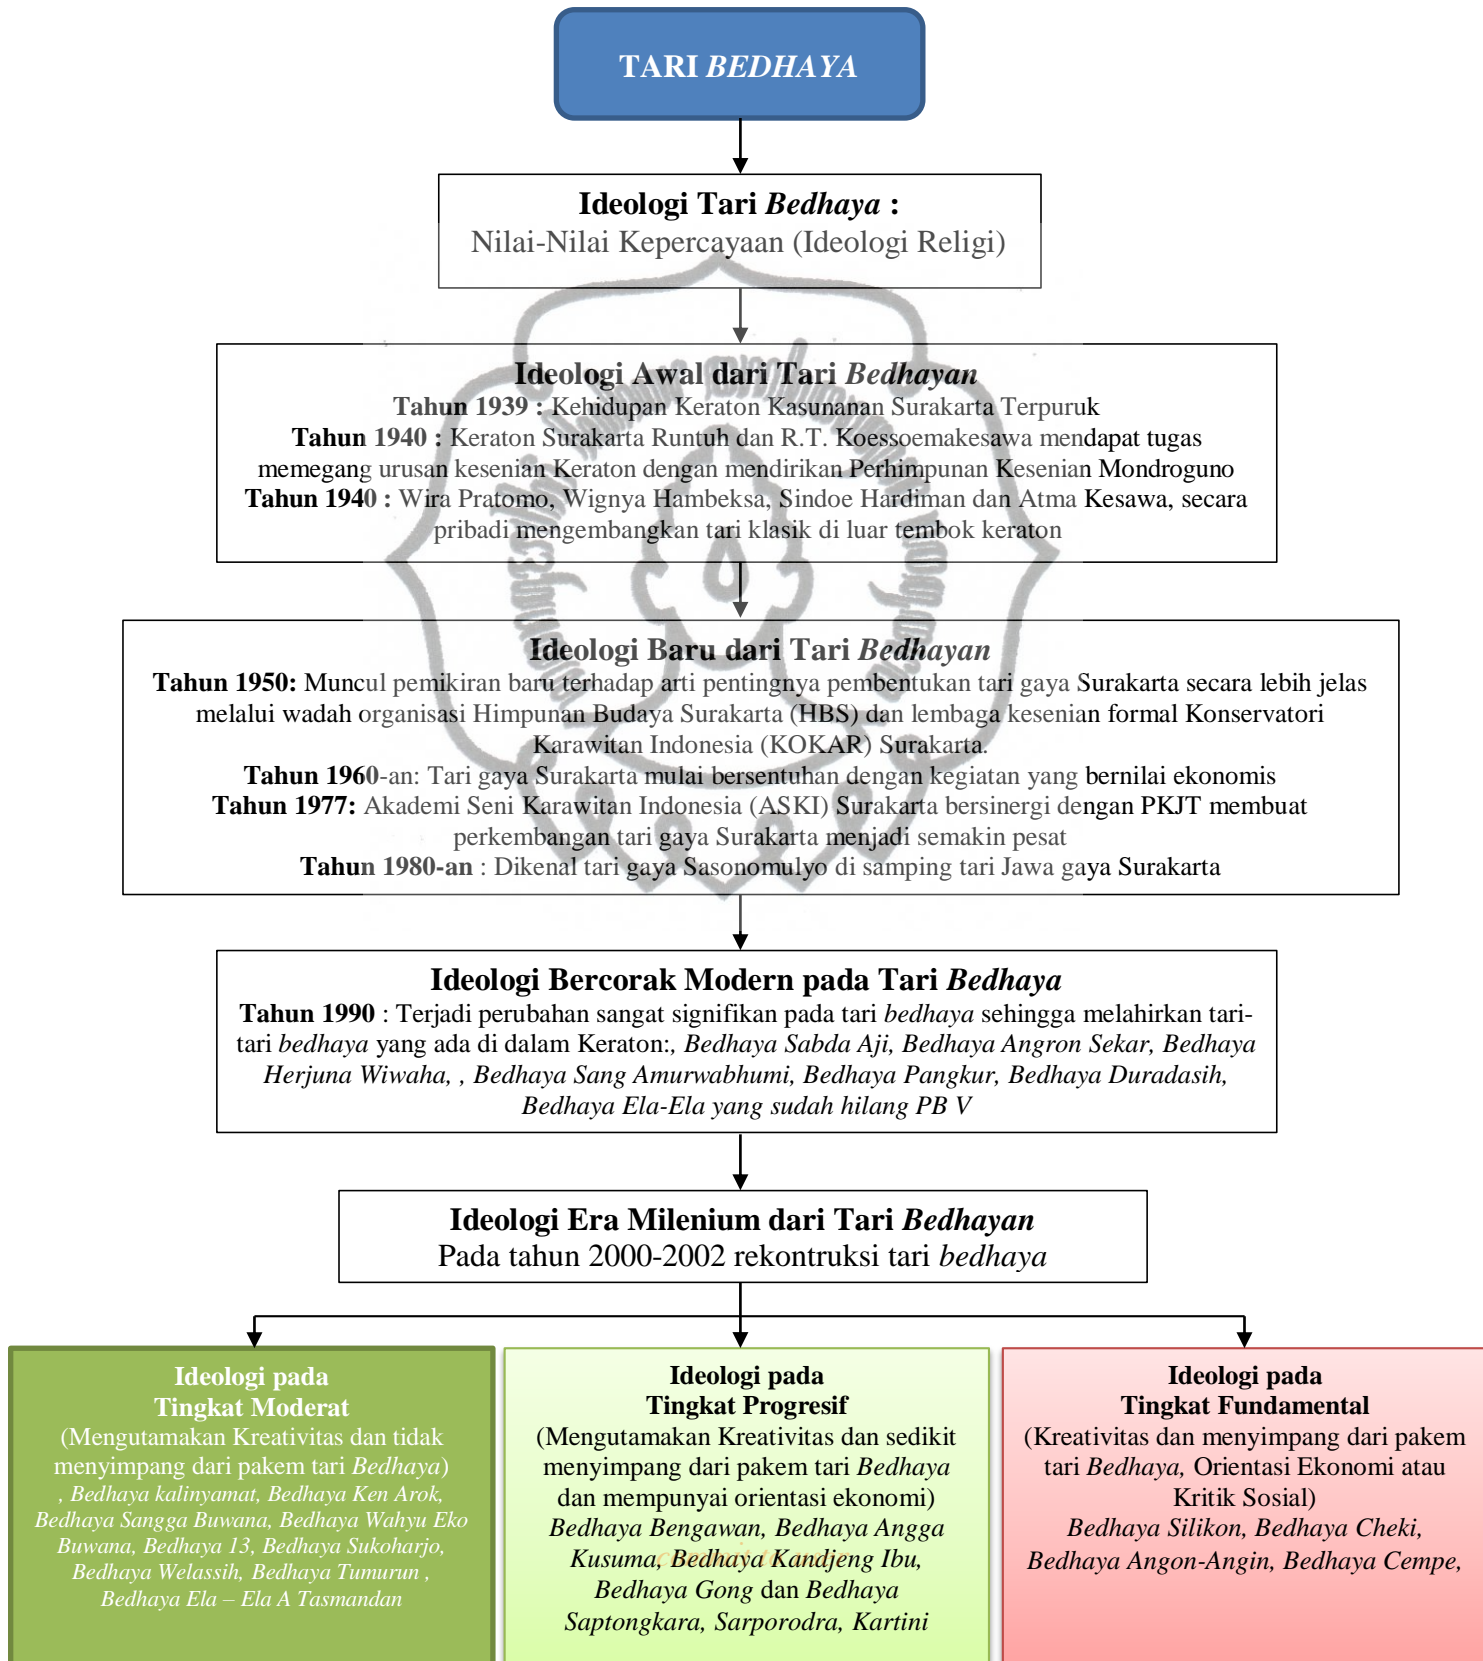 TARI BEDHAYA
Ideologi Tari Bedhaya :
Nilai-Nilai Kepercayaan (Ideologi Religi)
Ideologi Awal dari Tari Bedhayan
Tahun 1939 : Kehidupan Keraton Kasunanan Surakarta Terpuruk
Tahun 1940 : Keraton Surakarta Runtuh dan R.T. Koessoemakesawa mendapat tugas
memegang urusan kesenian Keraton dengan mendirikan Perhimpunan Kesenian Mondroguno
Tahun 1940 : Wira Pratomo, Wignya Hambeksa, Sindoe Hardiman dan Atma Kesawa, secara
pribadi mengembangkan tari klasik di luar tembok keraton
Ideologi Baru dari Tari Bedhayan
Tahun 1950: Muncul pemikiran baru terhadap arti pentingnya pembentukan tari gaya Surakarta secara lebih jelas
melalui wadah organisasi Himpunan Budaya Surakarta (HBS) dan lembaga kesenian formal Konservatori
Karawitan Indonesia (KOKAR) Surakarta.
Tahun 1960-an: Tari gaya Surakarta mulai bersentuhan dengan kegiatan yang bernilai ekonomis
Tahun 1977: Akademi Seni Karawitan Indonesia (ASKI) Surakarta bersinergi dengan PKJT membuat
perkembangan tari gaya Surakarta menjadi semakin pesat
Tahun 1980-an : Dikenal tari gaya Sasonomulyo di samping tari Jawa gaya Surakarta
Ideologi Bercorak Modern pada Tari Bedhaya
Tahun 1990 : Terjadi perubahan sangat signifikan pada tari bedhaya sehingga melahirkan tari-
tari bedhaya yang ada di dalam Keraton:, Bedhaya Sabda Aji, Bedhaya Angron Sekar, Bedhaya
Herjuna Wiwaha, , Bedhaya Sang Amurwabhumi, Bedhaya Pangkur, Bedhaya Duradasih,
Bedhaya Ela-Ela yang sudah hilang PB V
Ideologi Era Milenium dari Tari Bedhayan
Pada tahun 2000-2002 rekontruksi tari bedhaya
Ideologi pada
Tingkat Moderat
(Mengutamakan Kreativitas dan tidak
menyimpang dari pakem tari Bedhaya)
, Bedhaya kalinyamat, Bedhaya Ken Arok,
Bedhaya Sangga Buwana, Bedhaya Wahyu Eko
Buwana, Bedhaya 13, Bedhaya Sukoharjo,
Bedhaya Welassih, Bedhaya Tumurun ,
Bedhaya Ela – Ela A Tasmandan
Ideologi pada
Tingkat Progresif
(Mengutamakan Kreativitas dan sedikit
menyimpang dari pakem tari Bedhaya
dan mempunyai orientasi ekonomi)
Bedhaya Bengawan, Bedhaya Angga
Kusuma, Bedhaya Kandjeng Ibu,
Bedhaya Gong dan Bedhaya
Saptongkara, Sarporodra, Kartini
Ideologi pada
Tingkat Fundamental
(Kreativitas dan menyimpang dari pakem
tari Bedhaya, Orientasi Ekonomi atau
Kritik Sosial)
Bedhaya Silikon, Bedhaya Cheki,
Bedhaya Angon-Angin, Bedhaya Cempe,
commit to user